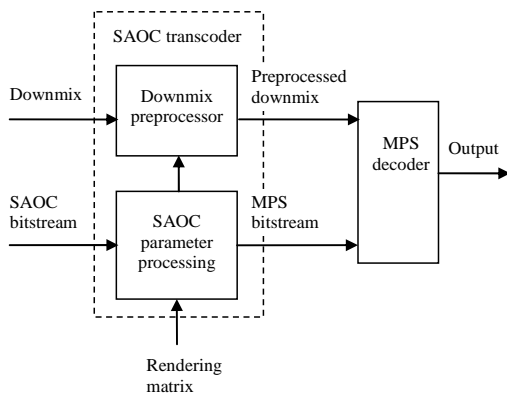 SAOC transcoder
Downmix
Downmix
preprocessor
Preprocessed
downmix
MPS
decoder
Output
SAOC
bitstream
SAOC
parameter
processing
MPS
bitstream
Rendering
matrix